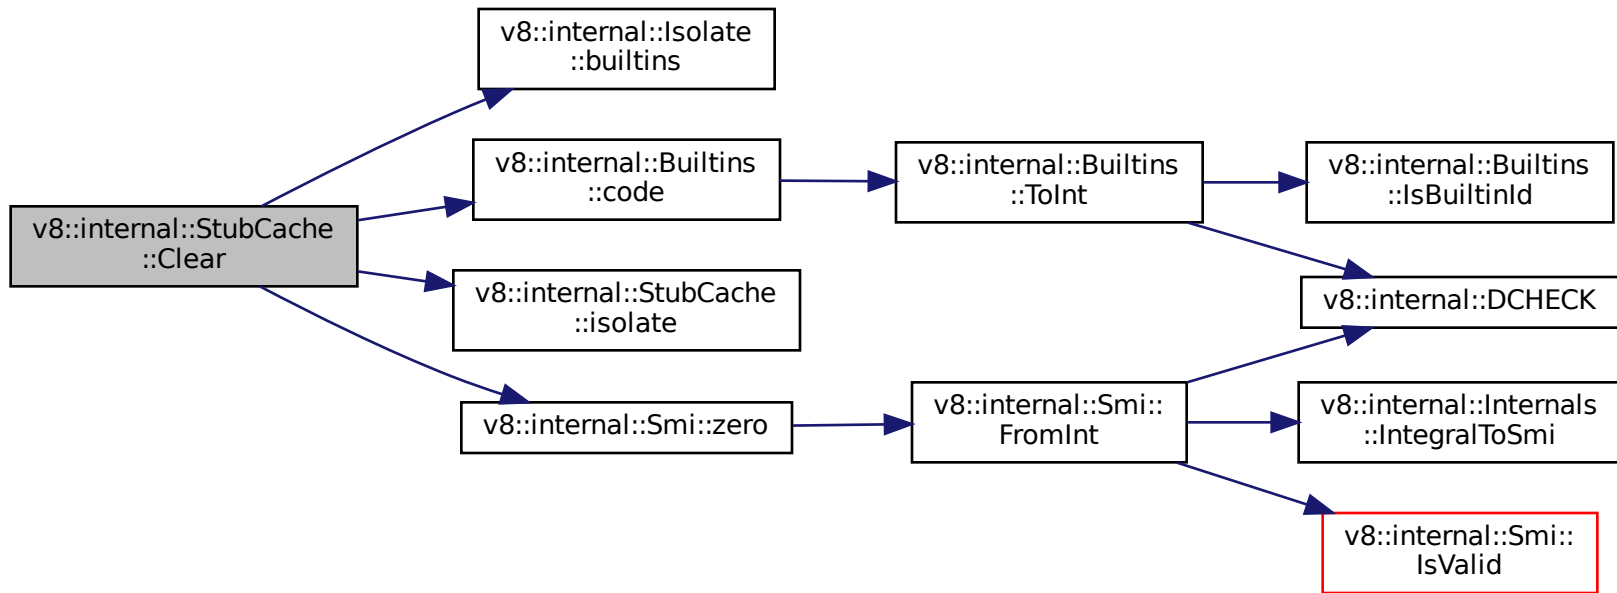 v8::internal::StubCache
::Clear
v8::internal::Isolate
::builtins
v8::internal::Builtins
::code
v8::internal::StubCache
::isolate
v8::internal::Smi::zero
v8::internal::Builtins
::ToInt
v8::internal::Smi::
FromInt
v8::internal::Builtins
::IsBuiltinId
v8::internal::DCHECK
v8::internal::Internals
::IntegralToSmi
v8::internal::Smi::
IsValid